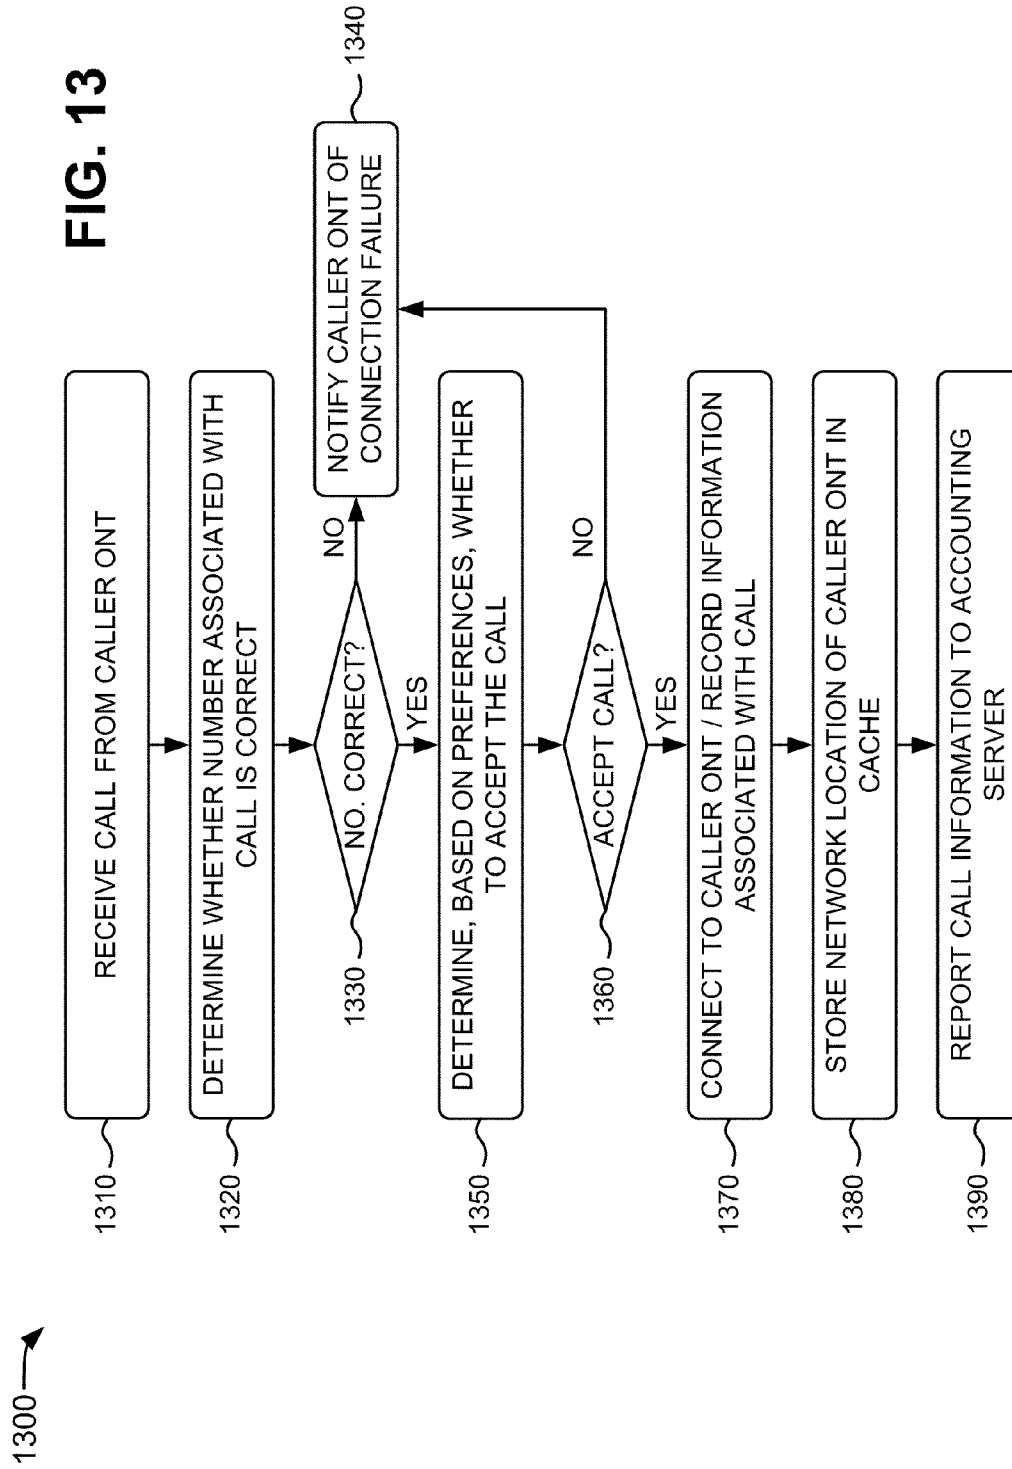 1300
FIG. 13
1310
RECEIVE CALL FROM CALLER ONT
1320
DETERMINE WHETHER NUMBER ASSOCIATED WITH
CALL IS CORRECT
1330
NO. CORRECT?
NO
YES
NOTIFY CALLER ONT OF
CONNECTION FAILURE
1340
1350
DETERMINE, BASED ON PREFERENCES, WHETHER
TO ACCEPT THE CALL
1360
ACCEPT CALL?
NO
YES
1370
CONNECT TO CALLER ONT / RECORD INFORMATION
ASSOCIATED WITH CALL
1380
STORE NETWORK LOCATION OF CALLER ONT IN
CACHE
1390
REPORT CALL INFORMATION TO ACCOUNTING
SERVER